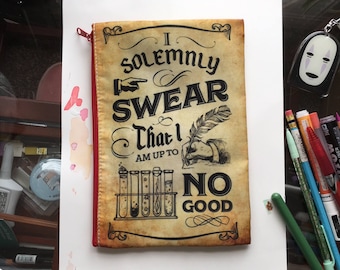 I
SOLEMNLY
SWEAR
That I
AM UP TO
NO
GOOD